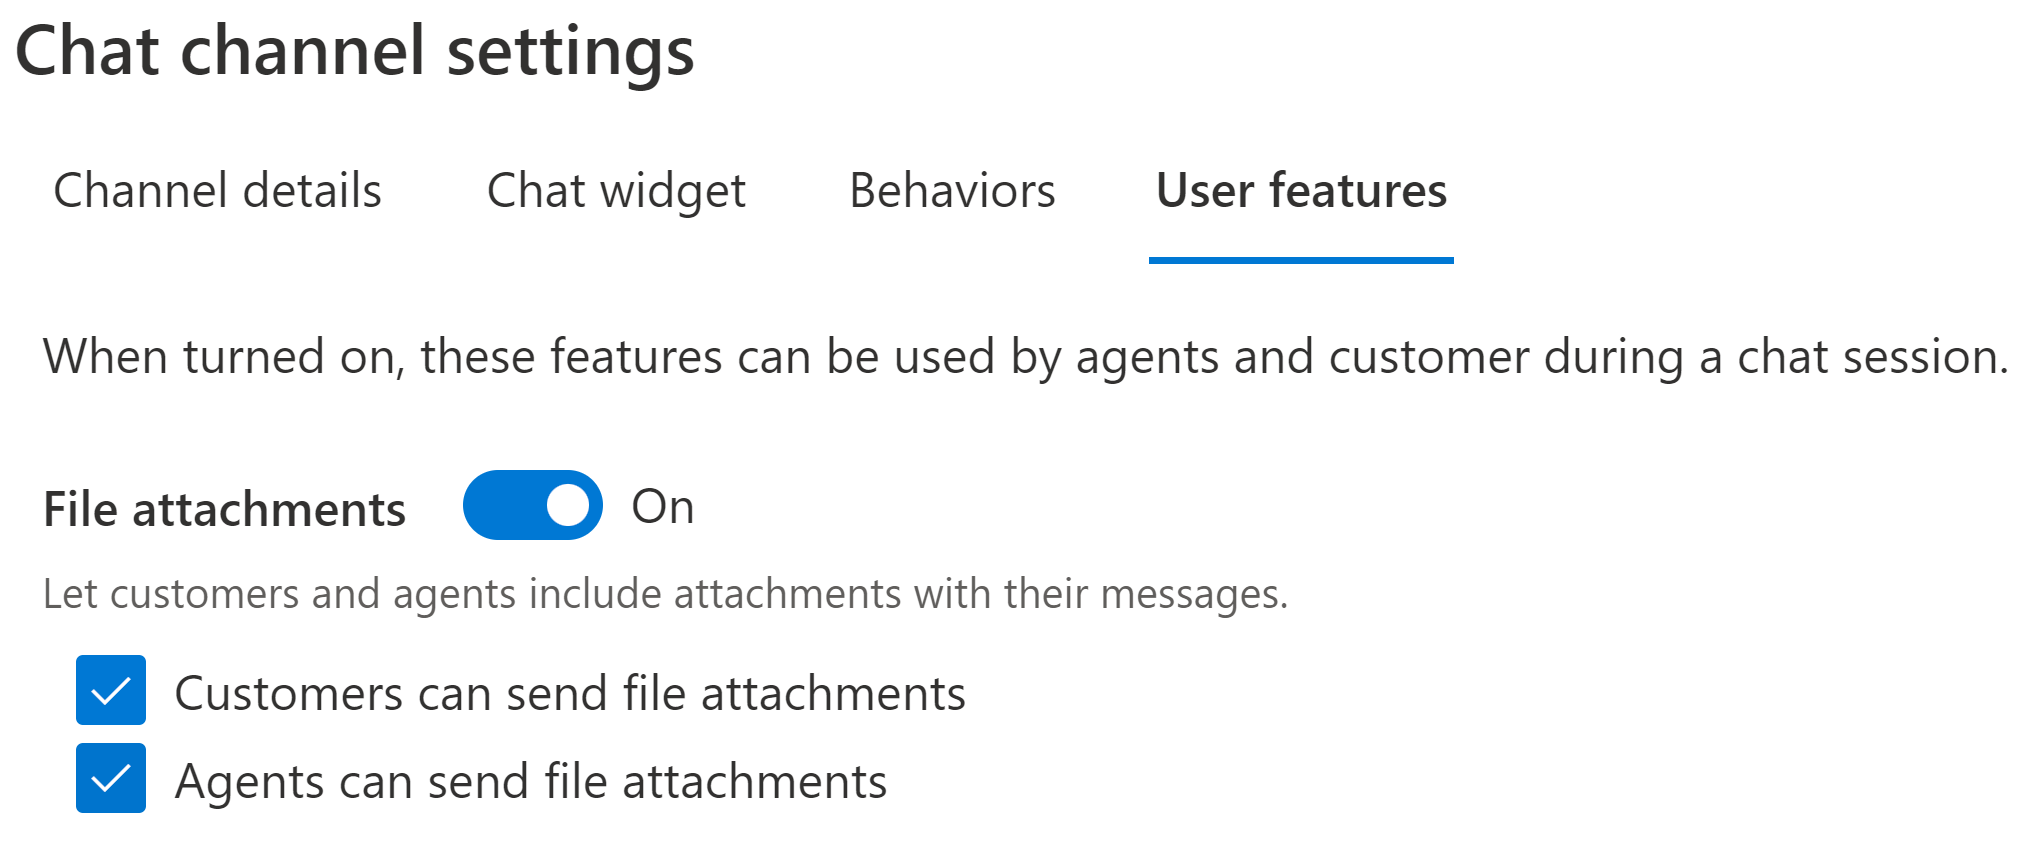 Chat channel settings
Channel details Chat widget Behaviors User features
When turned on, these features can be used by agents and customer during a chat session.
File attachments On
Let customers and agents include attachments with their messages.
Customers can send file attachments
Agents can send file attachments